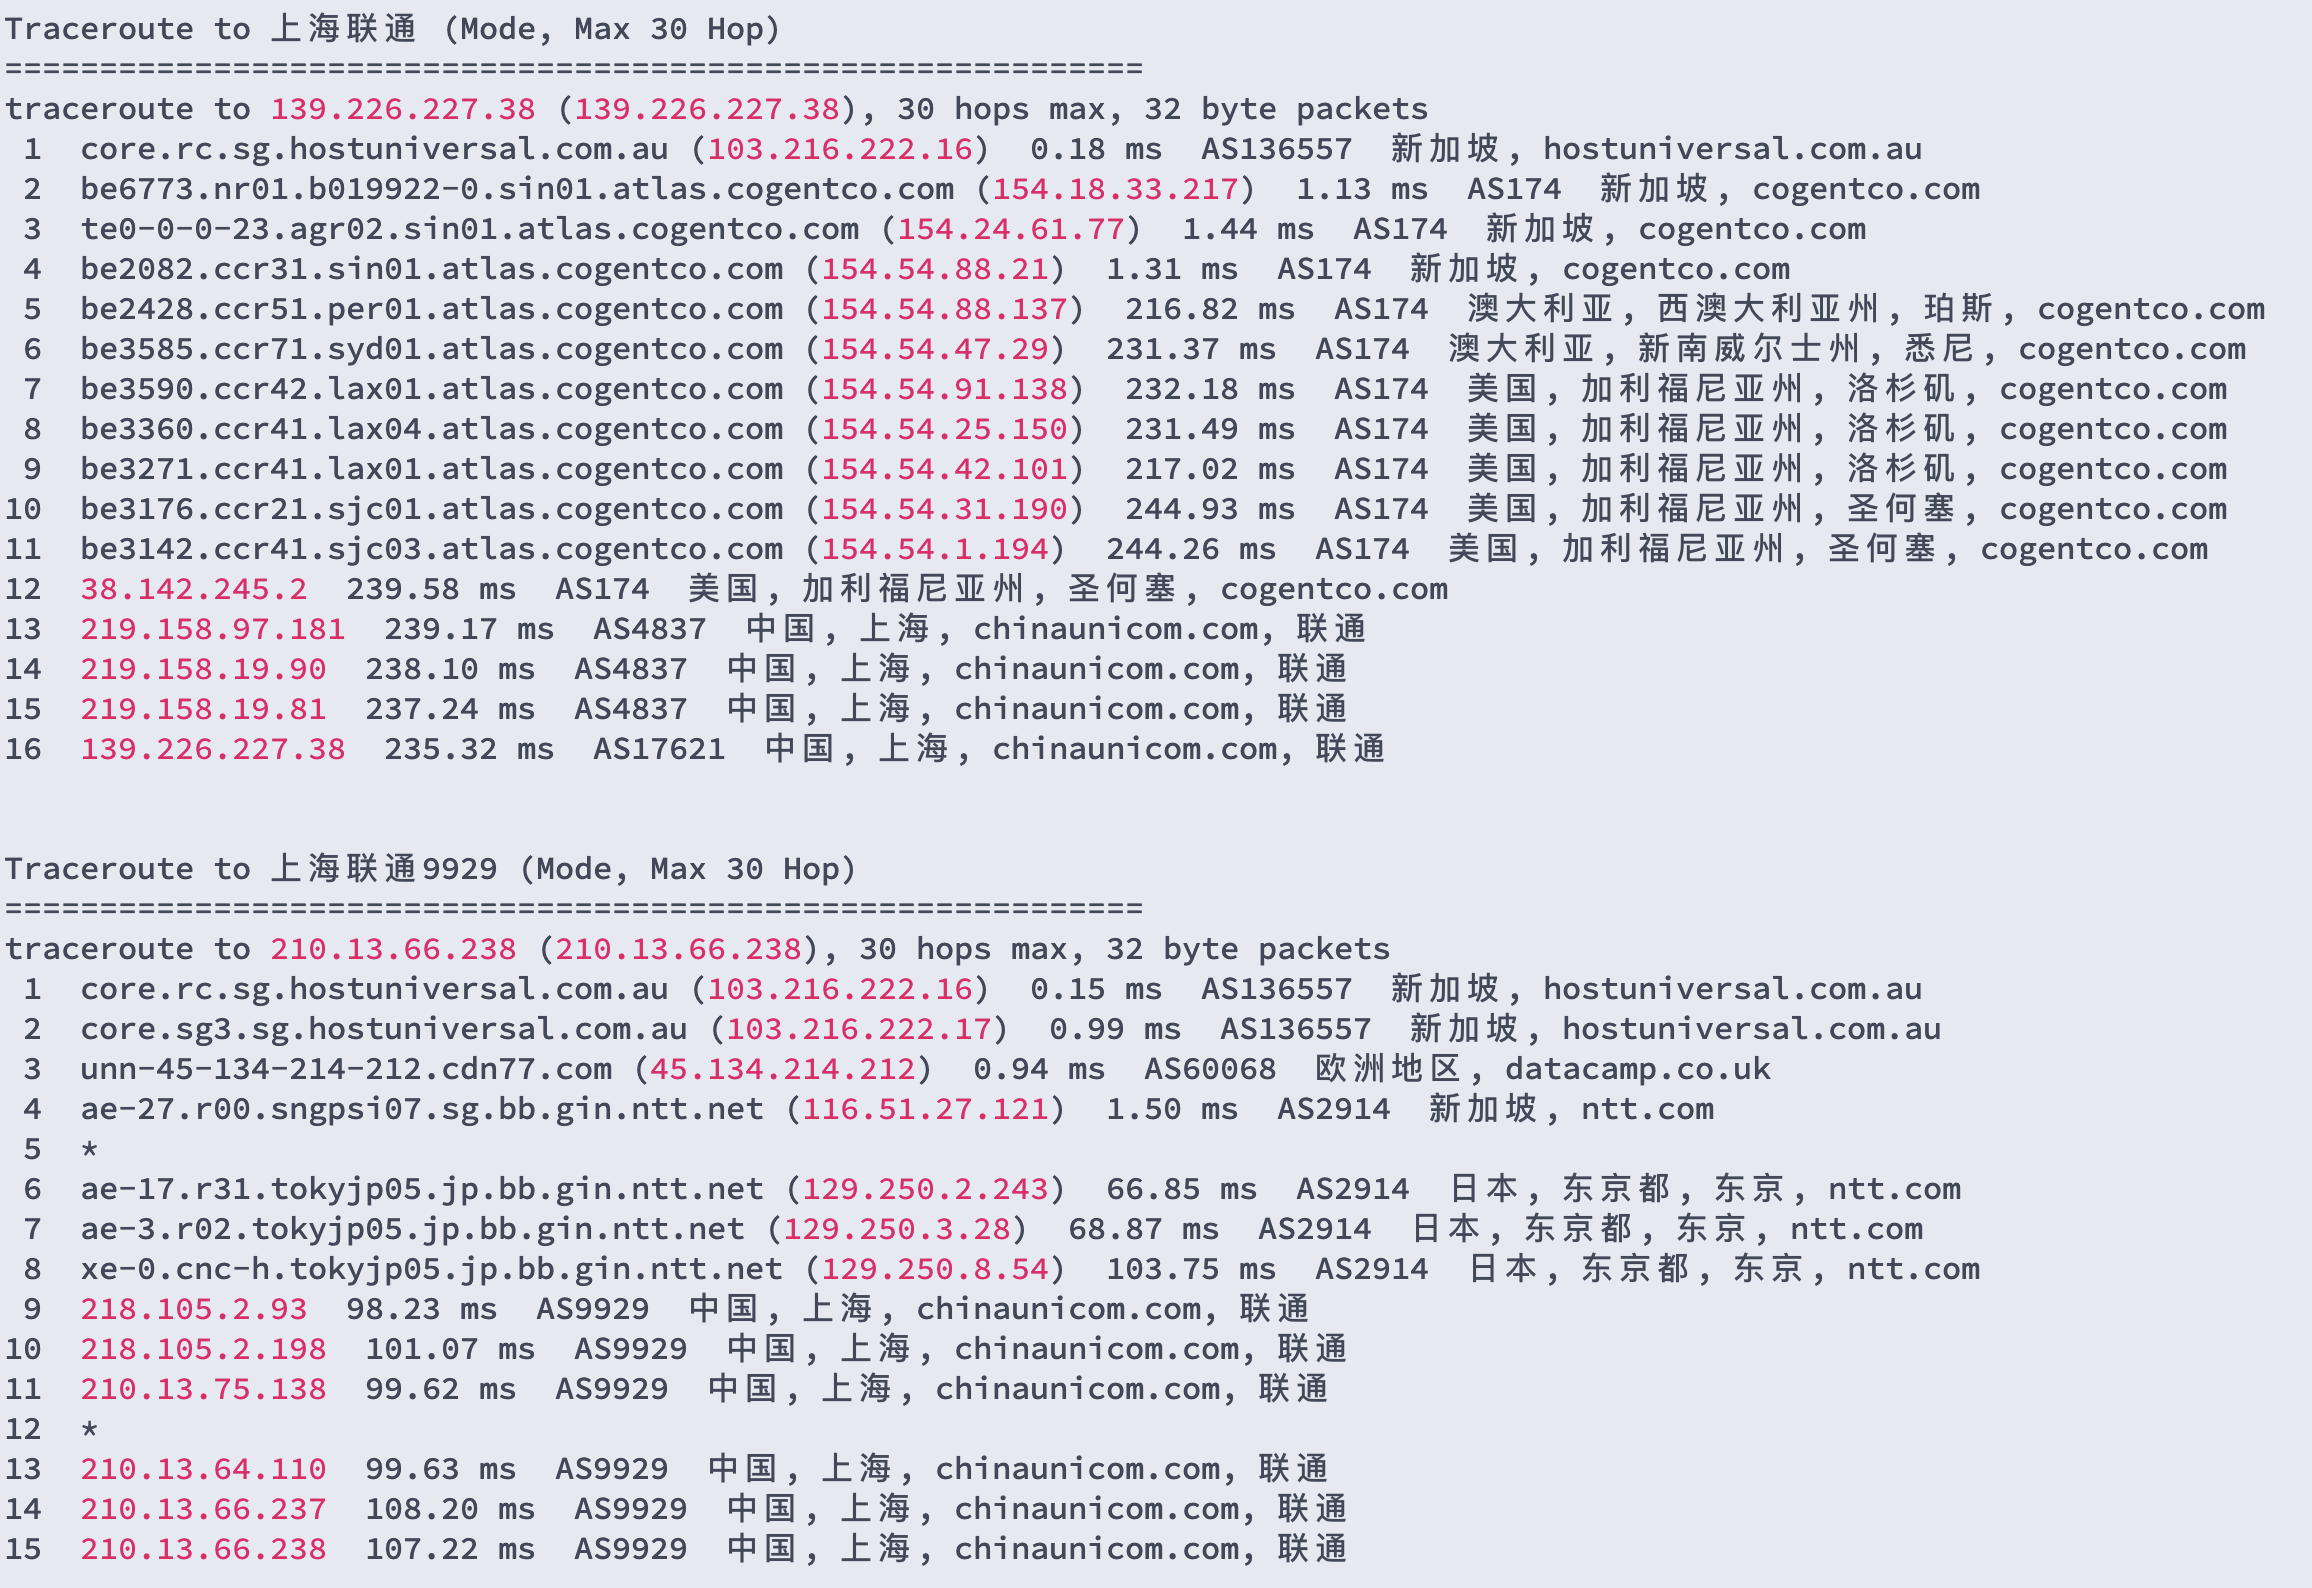 Traceroute to 上海联通 (Mode, Max 30 Hop)
============================================================
traceroute to 139.226.227.38 (139.226.227.38), 30 hops max, 32 byte packets
1 core.rc.sg.hostuniversal.com.au (103.216.222.16) 0.18 ms AS136557 新加坡, hostuniversal.com.au
2 be6773.nr01.b019922-0.sin01.atlas.cogentco.com (154.18.33.217) 1.13 ms AS174 新加坡, cogentco.com
3 te0-0-0-23.agr02.sin01.atlas.cogentco.com (154.24.61.77) 1.44 ms AS174 新加坡, cogentco.com
4 be2082.ccr31.sin01.atlas.cogentco.com (154.54.88.21) 1.31 ms AS174 新加坡, cogentco.com
5 be2428.ccr51.per01.atlas.cogentco.com (154.54.88.137) 216.82 ms AS174 澳大利亚, 西澳大利亚州, 珀斯, cogentco.com
6 be3585.ccr71.syd01.atlas.cogentco.com (154.54.47.29) 231.37 ms AS174 澳大利亚, 新南威尔士州, 悉尼, cogentco.com
7 be3590.ccr42.lax01.atlas.cogentco.com (154.54.91.138) 232.18 ms AS174 美国, 加利福尼亚州, 洛杉矶, cogentco.com
8 be3360.ccr41.lax04.atlas.cogentco.com (154.54.25.150) 231.49 ms AS174 美国, 加利福尼亚州, 洛杉矶, cogentco.com
9 be3271.ccr41.lax01.atlas.cogentco.com (154.54.42.101) 217.02 ms AS174 美国, 加利福尼亚州, 洛杉矶, cogentco.com
10 be3176.ccr21.sjc01.atlas.cogentco.com (154.54.31.190) 244.93 ms AS174 美国, 加利福尼亚州, 圣何塞, cogentco.com
11 be3142.ccr41.sjc03.atlas.cogentco.com (154.54.1.194) 244.26 ms AS174 美国, 加利福尼亚州, 圣何塞, cogentco.com
12 38.142.245.2 239.58 ms AS174 美国, 加利福尼亚州, 圣何塞, cogentco.com
13 219.158.97.181 239.17 ms AS4837 中国, 上海, chinaunicom.com, 联通
14 219.158.19.90 238.10 ms AS4837 中国, 上海, chinaunicom.com, 联通
15 219.158.19.81 237.24 ms AS4837 中国, 上海, chinaunicom.com, 联通
16 139.226.227.38 235.32 ms AS17621 中国, 上海, chinaunicom.com, 联通
Traceroute to 上海联通9929 (Mode, Max 30 Hop)
============================================================
traceroute to 210.13.66.238 (210.13.66.238), 30 hops max, 32 byte packets
1 core.rc.sg.hostuniversal.com.au (103.216.222.16) 0.15 ms AS136557 新加坡, hostuniversal.com.au
2 core.sg3.sg.hostuniversal.com.au (103.216.222.17) 0.99 ms AS136557 新加坡, hostuniversal.com.au
3 unn-45-134-214-212.cdn77.com (45.134.214.212) 0.94 ms AS60068 欧洲地区, datacamp.co.uk
4 ae-27.r00.sngpsi07.sg.bb.gin.ntt.net (116.51.27.121) 1.50 ms AS2914 新加坡, ntt.com
5 *
6 ae-17.r31.tokyjp05.jp.bb.gin.ntt.net (129.250.2.243) 66.85 ms AS2914 日本, 东京都, 东京, ntt.com
7 ae-3.r02.tokyjp05.jp.bb.gin.ntt.net (129.250.3.28) 68.87 ms AS2914 日本, 东京都, 东京, ntt.com
8 xe-0.cnc-h.tokyjp05.jp.bb.gin.ntt.net (129.250.8.54) 103.75 ms AS2914 日本, 东京都, 东京, ntt.com
9 218.105.2.93 98.23 ms AS9929 中国, 上海, chinaunicom.com, 联通
10 218.105.2.198 101.07 ms AS9929 中国, 上海, chinaunicom.com, 联通
11 210.13.75.138 99.62 ms AS9929 中国, 上海, chinaunicom.com, 联通
12 *
13 210.13.64.110 99.63 ms AS9929 中国, 上海, chinaunicom.com, 联通
14 210.13.66.237 108.20 ms AS9929 中国, 上海, chinaunicom.com, 联通
15 210.13.66.238 107.22 ms AS9929 中国, 上海, chinaunicom.com, 联通